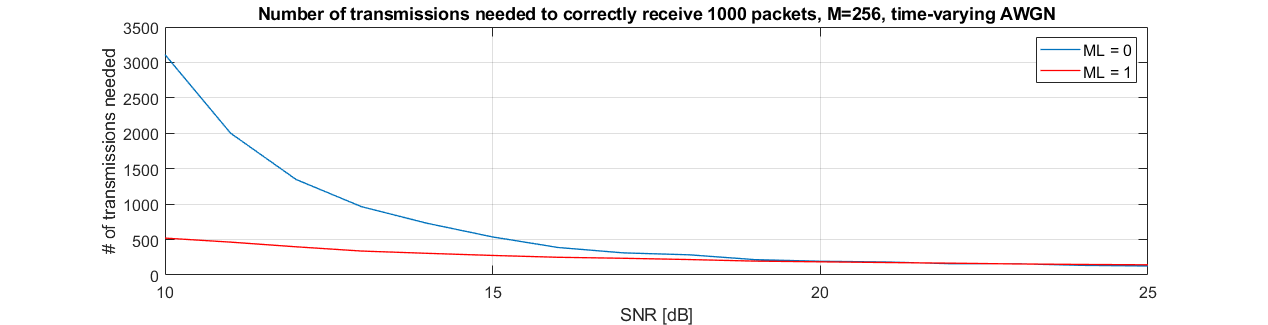 Number of transmissions needed to correctly receive 1000 packets, M=256, time-varying AWGN
3500
3000
2500
2000
1500
1000
500
0
# of transmissions needed
ML = 0
ML = 1
10
15
20
25
SNR [dB]